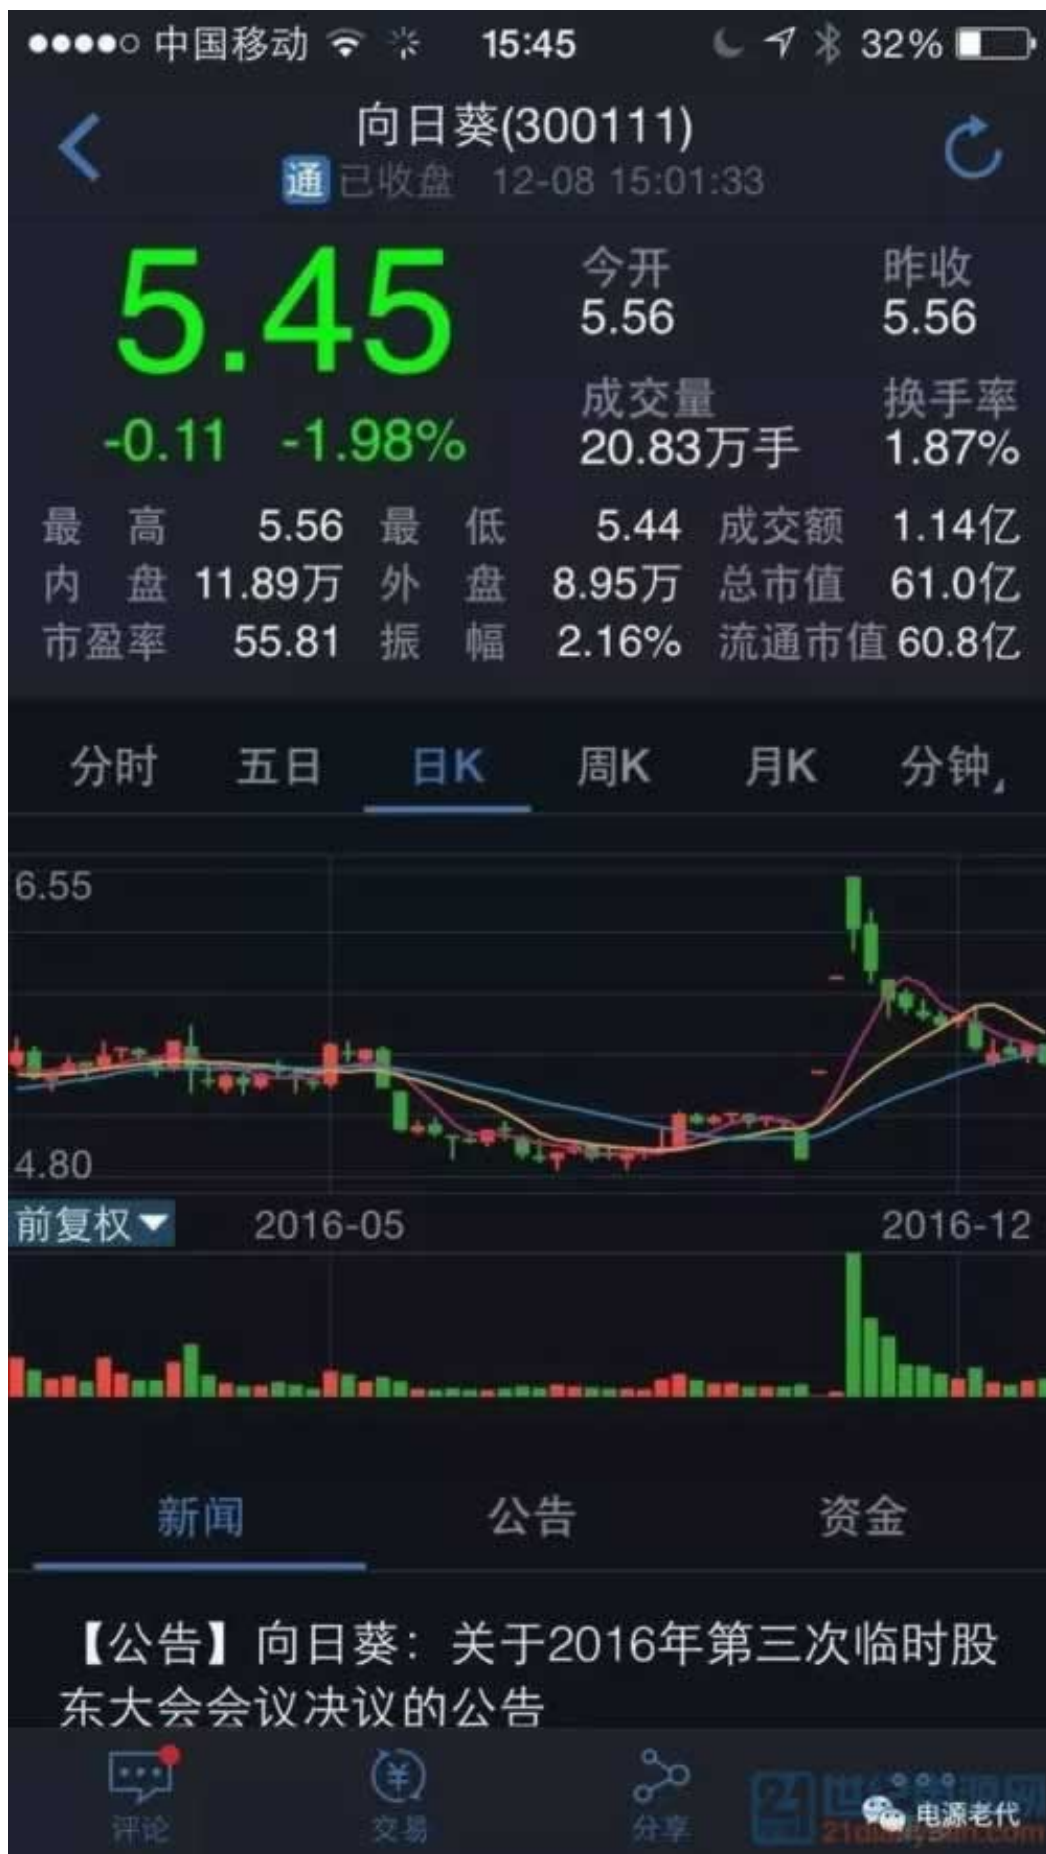 中国移动 15:45 32%
向日葵(300111)
通 已收盘 12-08 15:01:33
5.45
-0.11 -1.98%
今开 昨收
5.56 5.56
成交量 换手率
20.83万手 1.87%
最高 5.56 最低 5.44 成交额 1.14亿
内盘 11.89万 外盘 8.95万 总市值 61.0亿
市盈率 55.81 振幅 2.16% 流通市值 60.8亿
分时 五日 日K 周K 月K 分钟
6.55
4.80
前复权 2016-05 2016-12
新闻 公告 资金
【公告】向日葵：关于2016年第三次临时股
东大会会议决议的公告
评论 交易 分享
电源老代